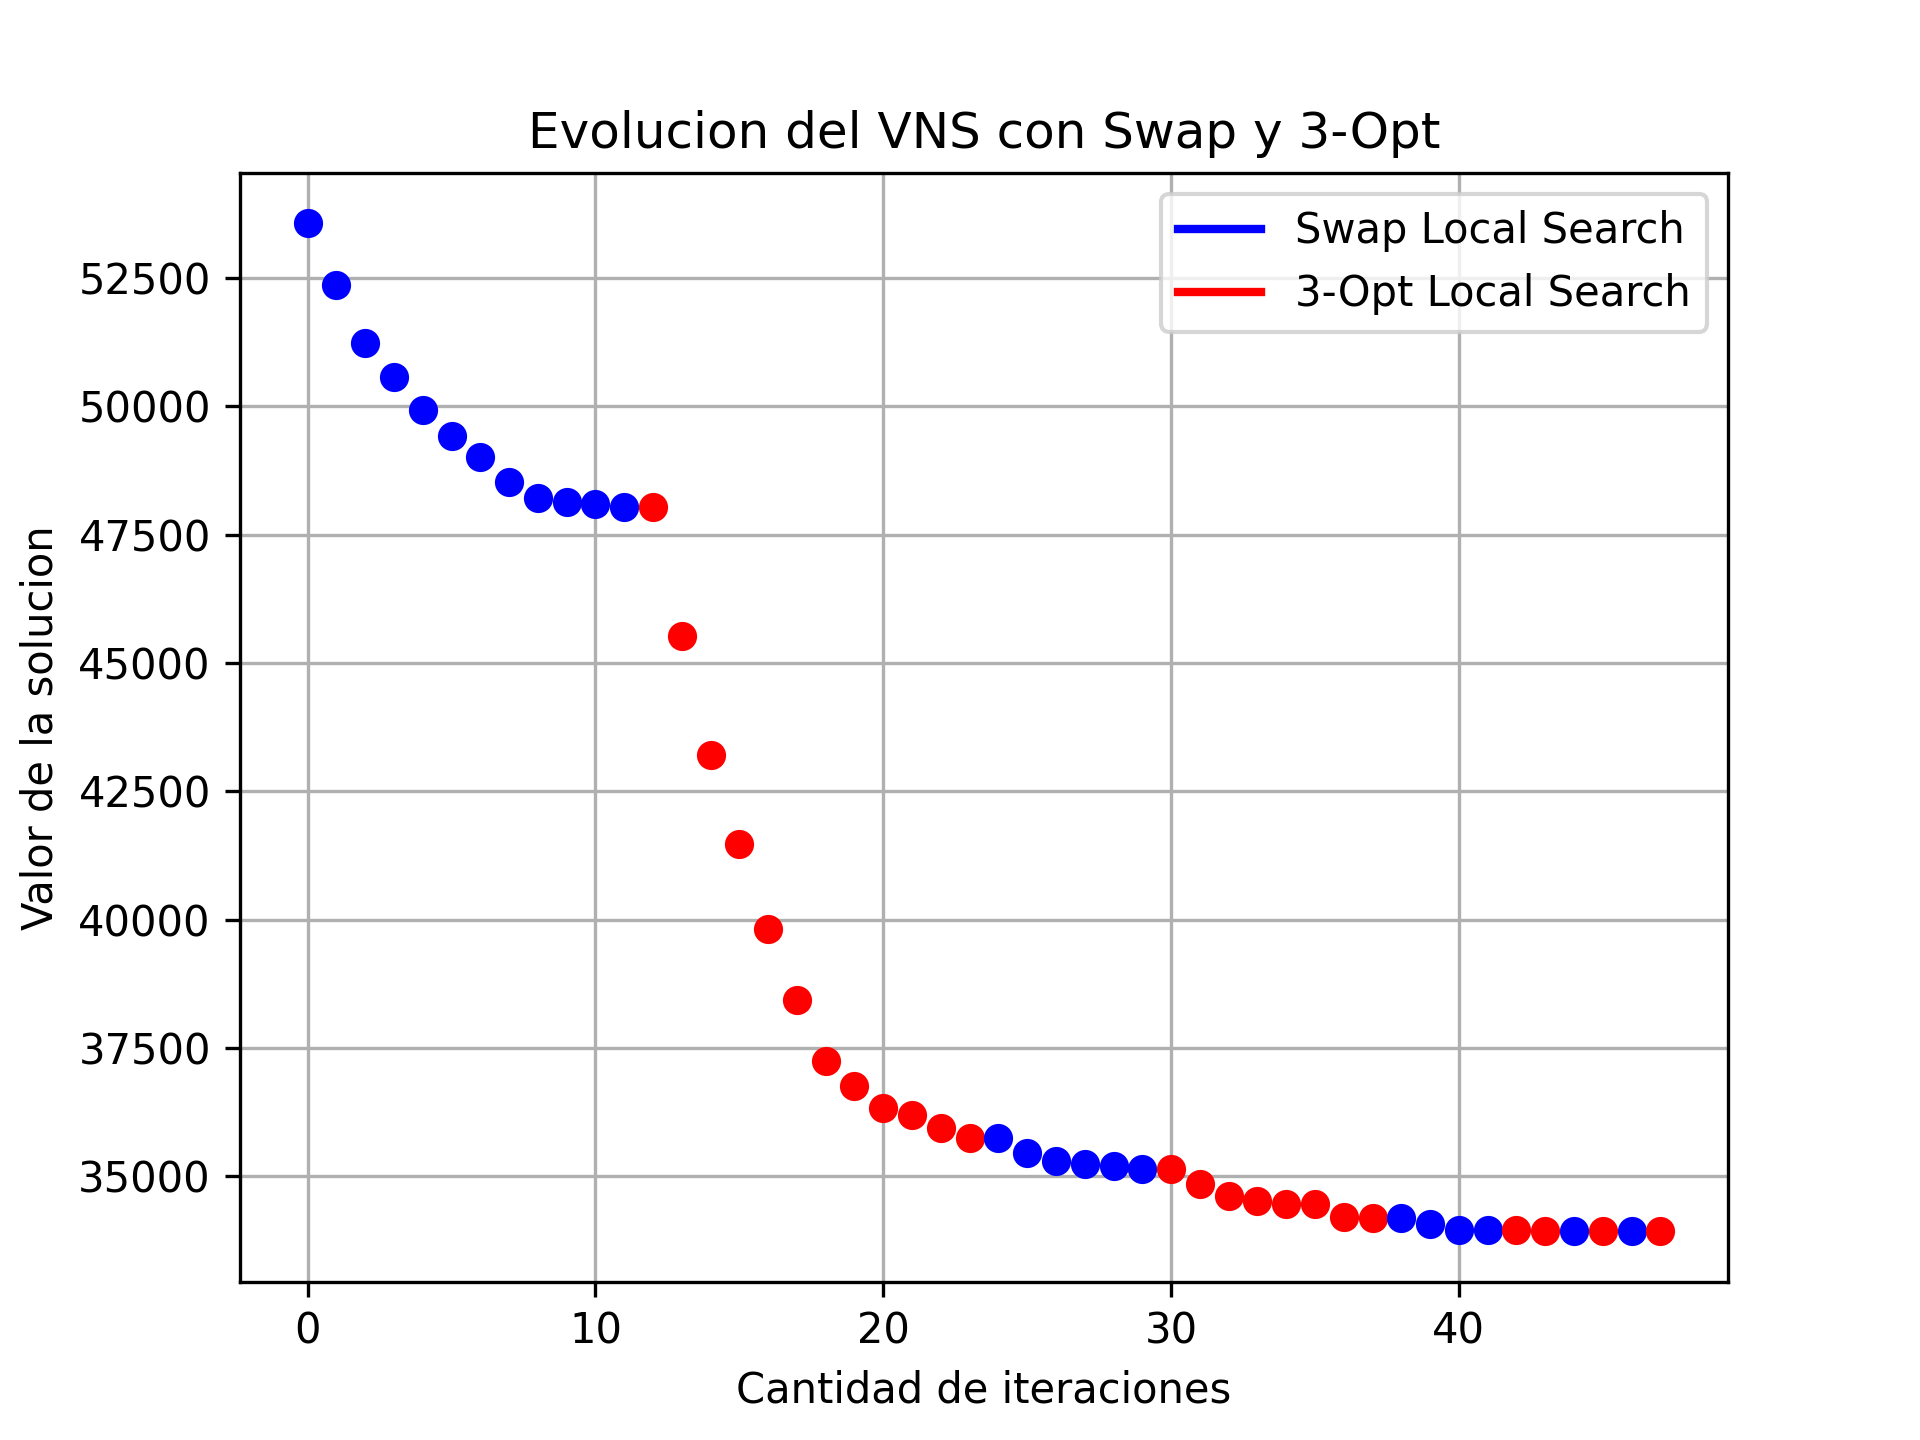 Evolucion del VNS con Swap y 3-Opt
Swap Local Search
3-Opt Local Search
Valor de la solucion
52500
50000
47500
45000
42500
40000
37500
35000
0 10 20 30 40
Cantidad de iteraciones